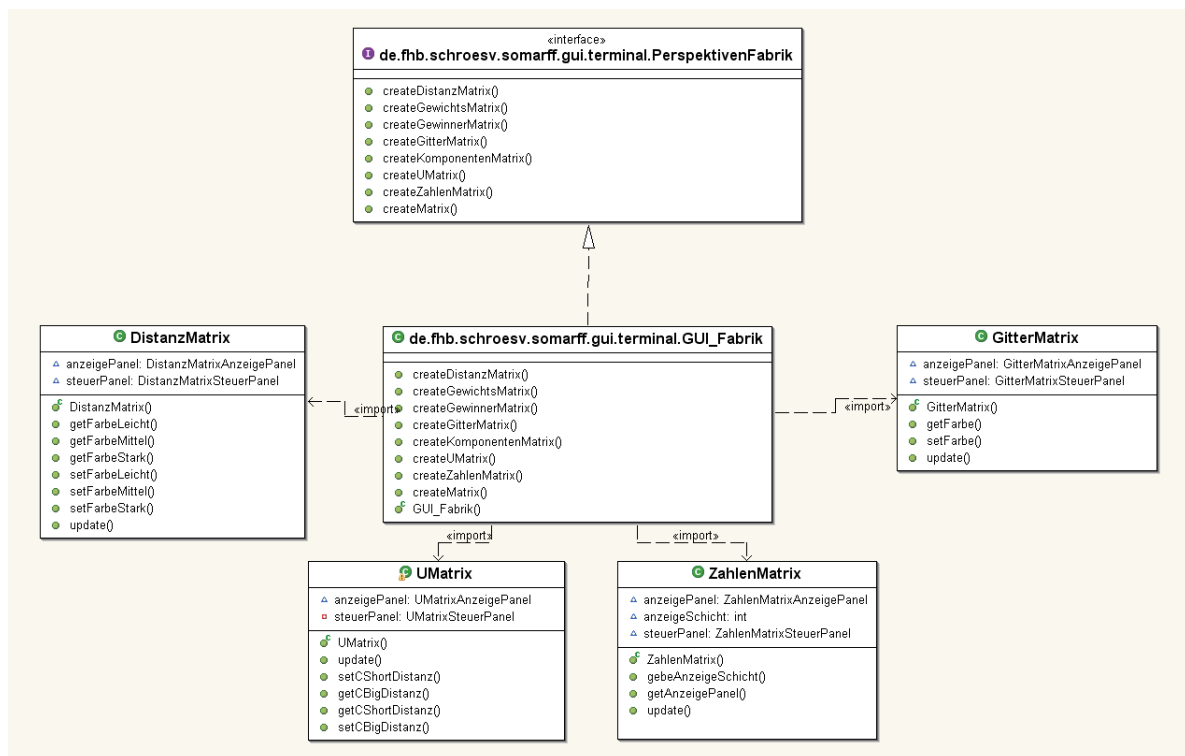 «interface»
de.fhb.schroesv.somarff.gui.terminal.PerspektivenFabrik
createDistanzMatrix()
createGewichtsMatrix()
createGewinnerMatrix()
createGitterMatrix()
createKomponentenMatrix()
createUMatrix()
createZahlenMatrix()
createMatrix()
DistanzMatrix
anzeigePanel: DistanzMatrixAnzeigePanel
steuerPanel: DistanzMatrixSteuerPanel
DistanzMatrix()
getFarbeLeicht()
getFarbeMittel()
getFarbeStark()
setFarbeLeicht()
setFarbeMittel()
setFarbeStark()
update()
«import»
de.fhb.schroesv.somarff.gui.terminal.GUI_Fabrik
createDistanzMatrix()
createGewichtsMatrix()
createGewinnerMatrix()
createGitterMatrix()
createKomponentenMatrix()
createUMatrix()
createZahlenMatrix()
createMatrix()
GUI_Fabrik()
«import»
GitterMatrix
anzeigePanel: GitterMatrixAnzeigePanel
steuerPanel: GitterMatrixSteuerPanel
GitterMatrix()
getFarbe()
setFarbe()
update()
«import»
UMatrix
anzeigePanel: UMatrixAnzeigePanel
steuerPanel: UMatrixSteuerPanel
UMatrix()
update()
setCShortDistanz()
getCBigDistanz()
getCShortDistanz()
setCBigDistanz()
«import»
ZahlenMatrix
anzeigePanel: ZahlenMatrixAnzeigePanel
anzeigeSchicht: int
steuerPanel: ZahlenMatrixSteuerPanel
ZahlenMatrix()
gebeAnzeigeSchicht()
getAnzeigePanel()
update()